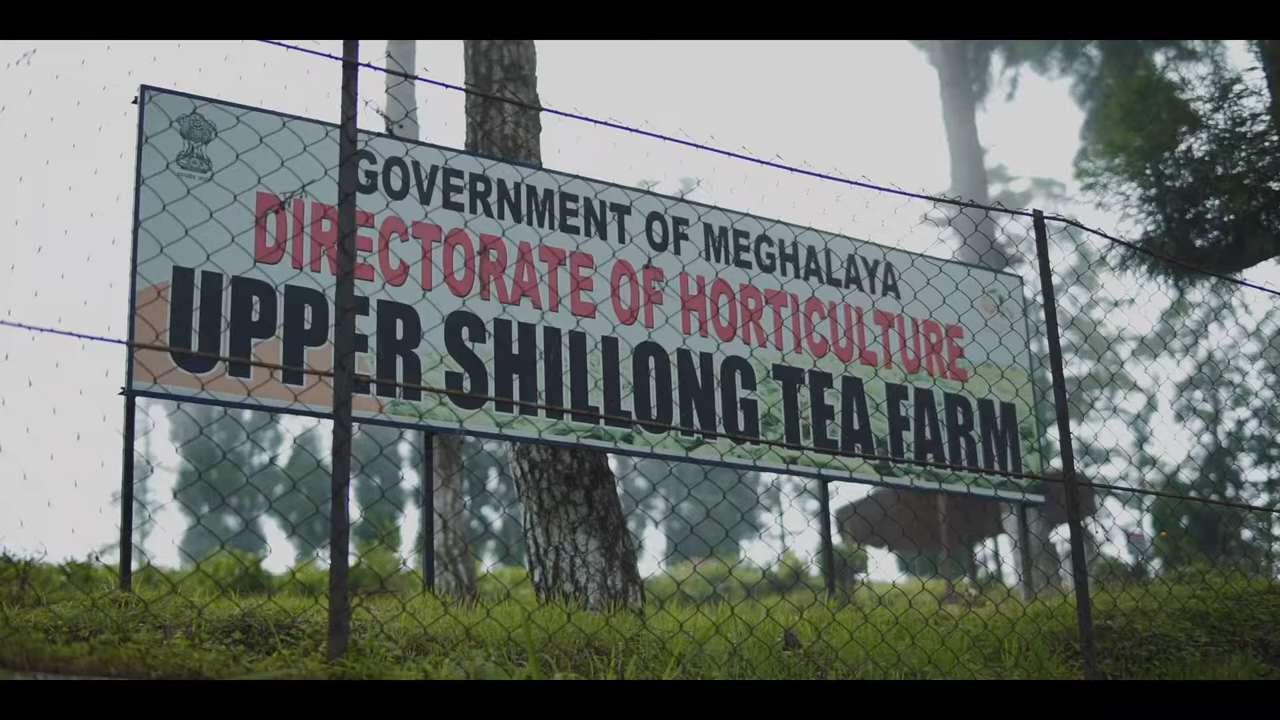 GOVERNMENT OF MEGHALAYA
DIRECTORATE OF HORTICULTURE
UPPER SHILLONG TEA FARM